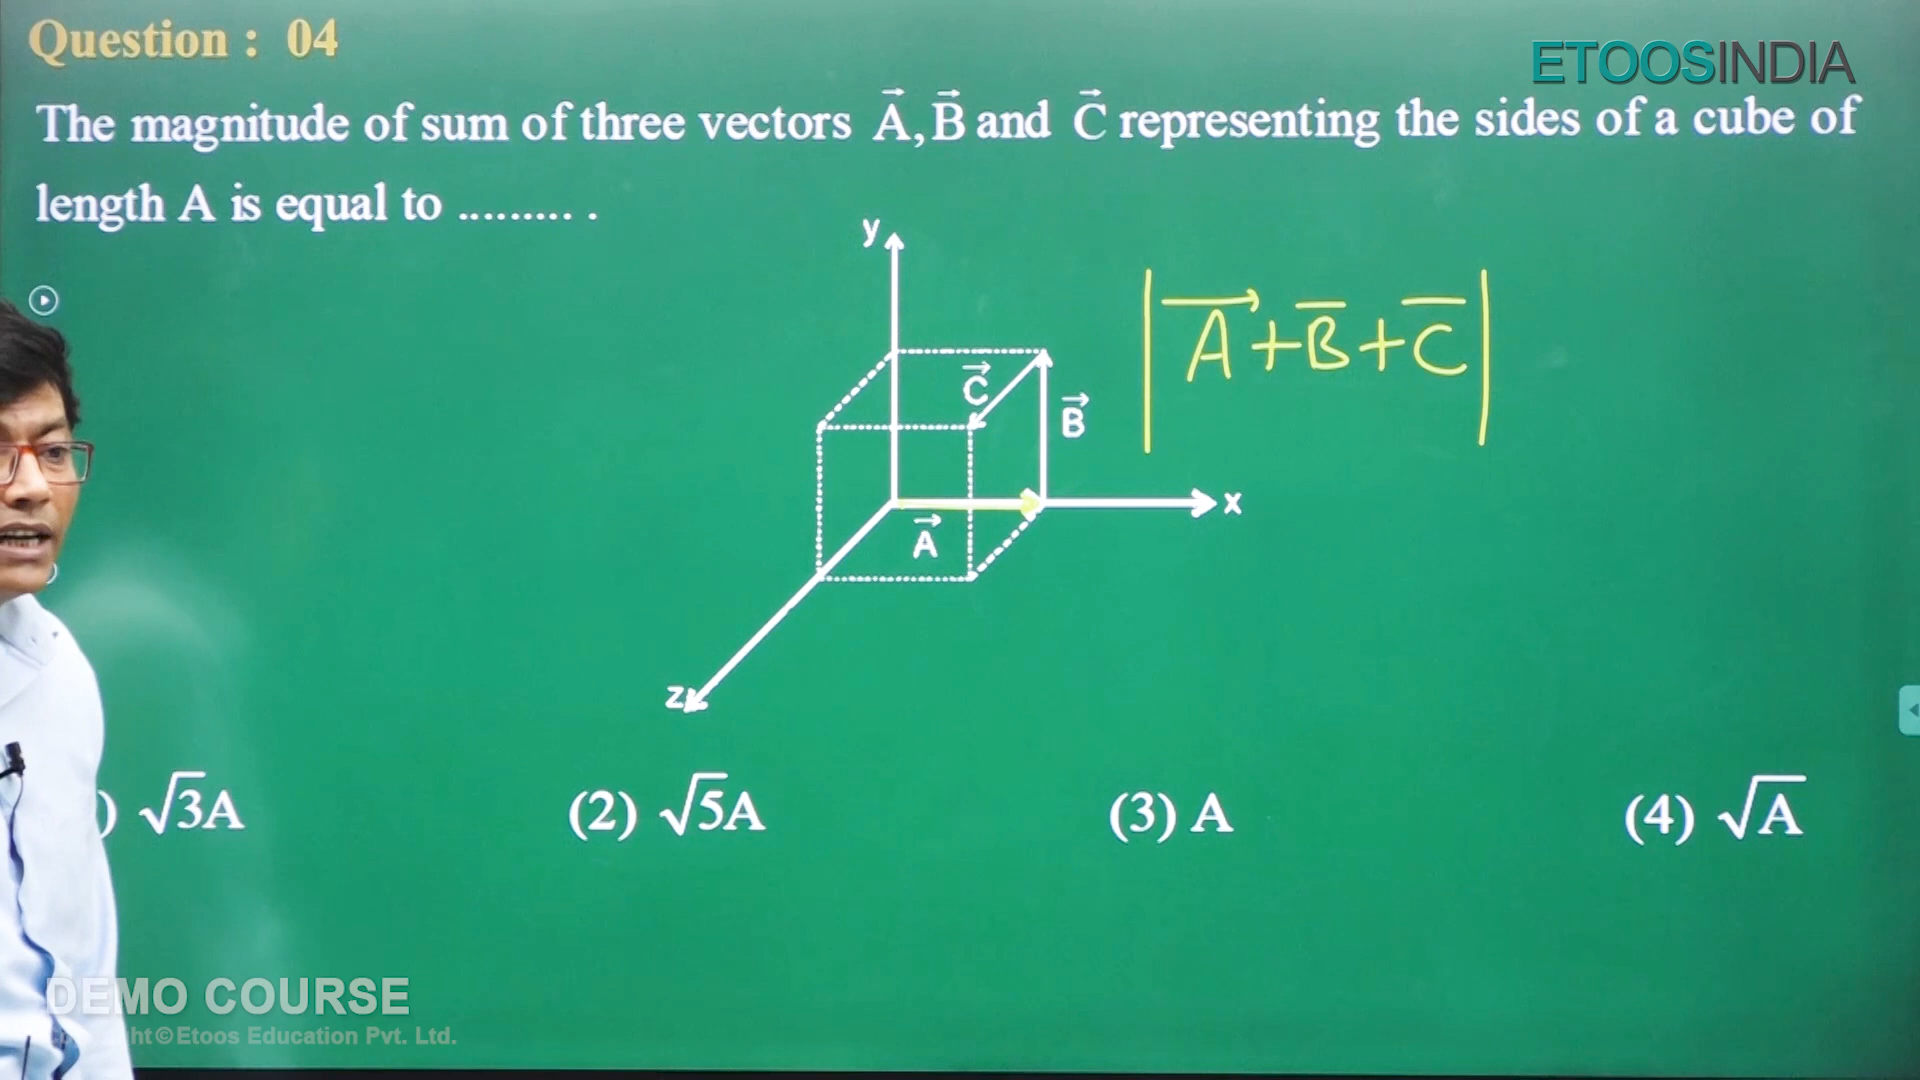 Question : 04
ETOOSINDIA
The magnitude of sum of three vectors A⃗, B⃗ and C⃗ representing the sides of a cube of
length A is equal to ......... .
y
|A⃗ + B̅ + C̅|
C⃗
B⃗
x
A⃗
z
) √3A (2) √5A (3) A (4) √A
DEMO COURSE
©Etoos Education Pvt. Ltd.